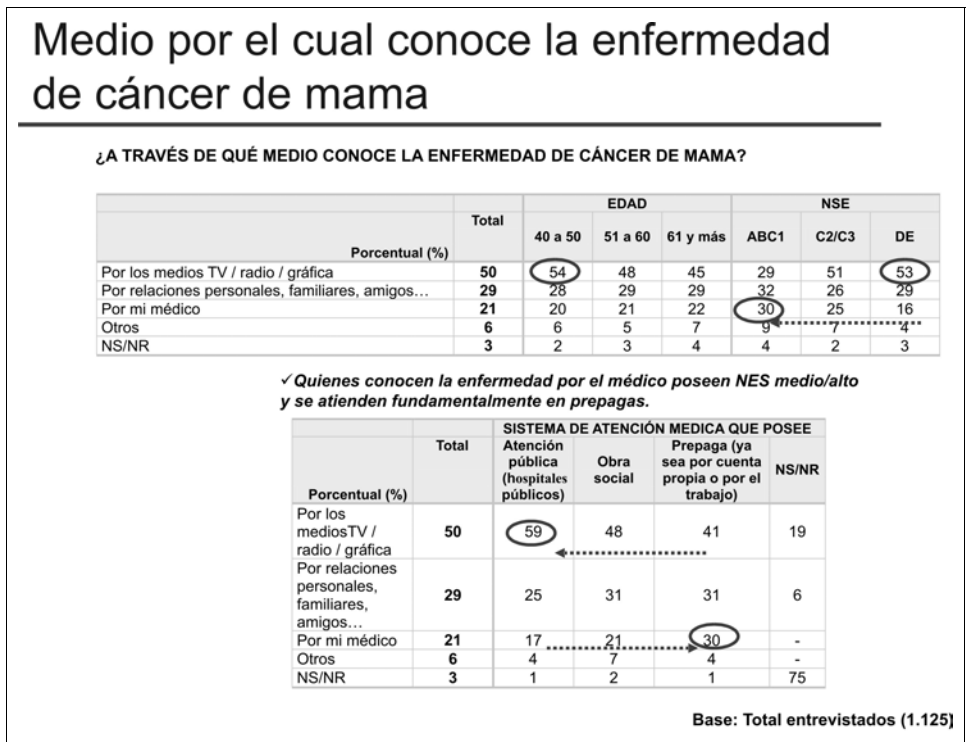 Medio por el cual conoce la enfermedad
de cáncer de mama
¿A TRAVÉS DE QUÉ MEDIO CONOCE LA ENFERMEDAD DE CÁNCER DE MAMA?
EDAD NSE
Total
40 a 50 51 a 60 61 y más ABC1 C2/C3 DE
Porcentual (%)
Por los medios TV / radio / gráfica 50 54 48 45 29 51 53
Por relaciones personales, familiares, amigos… 29 28 29 29 32 26 29
Por mi médico 21 20 21 22 30 25 16
Otros 6 6 5 7 9 7 4
NS/NR 3 2 3 4 4 2 3
✓Quienes conocen la enfermedad por el médico poseen NES medio/alto
y se atienden fundamentalmente en prepagas.
SISTEMA DE ATENCIÓN MEDICA QUE POSEE
Total Atención Prepaga (ya
pública Obra sea por cuenta NS/NR
(hospitales social propia o por el
Porcentual (%) públicos) trabajo)
Por los
mediosTV / 50 59 48 41 19
radio / gráfica
Por relaciones
personales, 29 25 31 31 6
familiares,
amigos…
Por mi médico 21 17 21 30 -
Otros 6 4 7 4 -
NS/NR 3 1 2 1 75
Base: Total entrevistados (1.125)